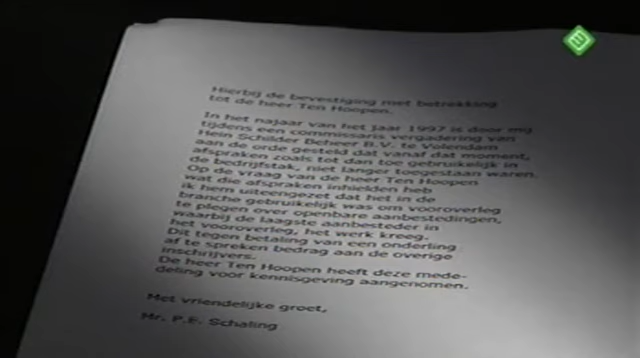 Hierbij de bevestiging met betrekking
tot de heer Ten Hoopen.
In het najaar van het jaar 1997 is door mij
tijdens een commissaris vergadering van
Hein Schilder Beheer B.V. te Volendam
aan de orde gesteld dat vanaf dat moment,
afspraken zoals tot dan toe gebruikelijk in
de bedrijfstak, niet langer toegestaan waren.
Op de vraag van de heer Ten Hoopen
wat die afspraken inhielden heb
ik hem uiteengezet dat het in de
branche gebruikelijk was om vooroverleg
te plegen over openbare aanbestedingen,
waarbij de laagste aanbesteder in
het vooroverleg, het werk kreeg.
Dit tegen betaling van een onderling
af te spreken bedrag aan de overige
inschrijvers.
De heer Ten Hoopen heeft deze mede-
deling voor kennisgeving aangenomen.
Met vriendelijke groet,
Mr. P.E. Schaling